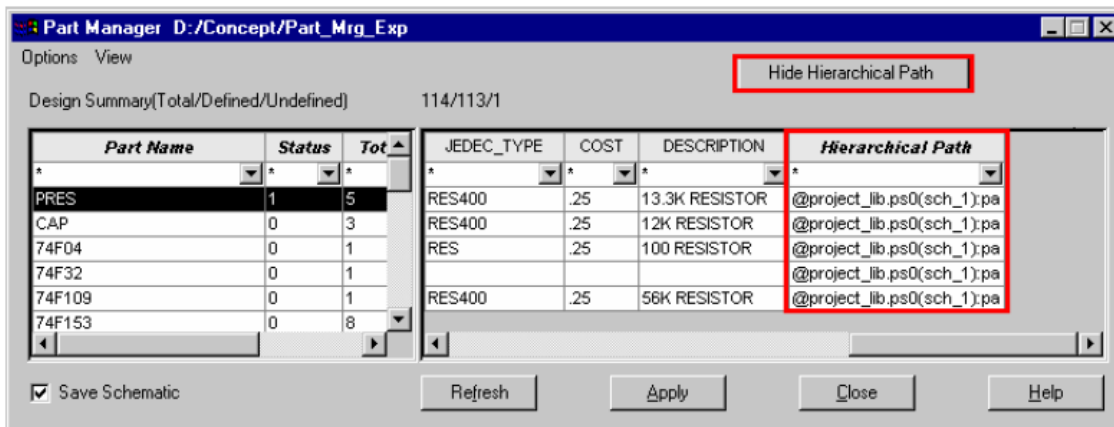 Part Manager D:/Concept/Part_Mrg_Exp
Options View
Hide Hierarchical Path
Design Summary(Total/Defined/Undefined) 114/113/1
Part Name Status Tot JEDEC_TYPE COST DESCRIPTION Hierarchical Path
* * * * * * *
PRES 1 5 RES400 .25 13.3K RESISTOR @project_lib.ps0(sch_1):pa
CAP 0 3 RES400 .25 12K RESISTOR @project_lib.ps0(sch_1):pa
74F04 0 1 RES .25 100 RESISTOR @project_lib.ps0(sch_1):pa
74F32 0 1 @project_lib.ps0(sch_1):pa
74F109 0 1 RES400 .25 56K RESISTOR @project_lib.ps0(sch_1):pa
74F153 0 8
Save Schematic Refresh Apply Close Help